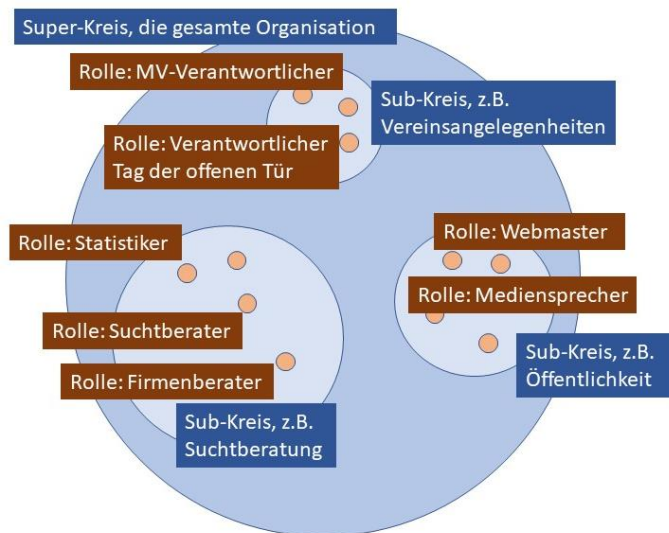 Super-Kreis, die gesamte Organisation
Rolle: MV-Verantwortlicher
Sub-Kreis, z.B.
Vereinsangelegenheiten
Rolle: Verantwortlicher
Tag der offenen Tür
Rolle: Statistiker
Rolle: Webmaster
Rolle: Mediensprecher
Rolle: Suchtberater
Rolle: Firmenberater
Sub-Kreis, z.B.
Öffentlichkeit
Sub-Kreis, z.B.
Suchtberatung